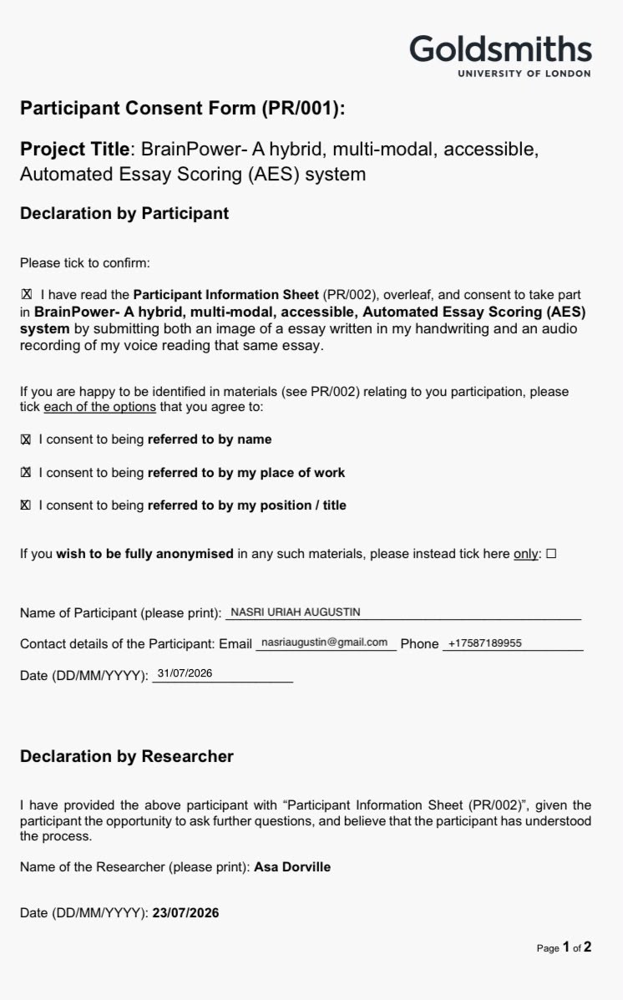 Goldsmiths
UNIVERSITY OF LONDON
Participant Consent Form (PR/001):
Project Title: BrainPower- A hybrid, multi-modal, accessible,
Automated Essay Scoring (AES) system
Declaration by Participant
Please tick to confirm:
☒ I have read the Participant Information Sheet (PR/002), overleaf, and consent to take part
in BrainPower- A hybrid, multi-modal, accessible, Automated Essay Scoring (AES)
system by submitting both an image of a essay written in my handwriting and an audio
recording of my voice reading that same essay.
If you are happy to be identified in materials (see PR/002) relating to you participation, please
tick each of the options that you agree to:
☒ I consent to being referred to by name
☒ I consent to being referred to by my place of work
☒ I consent to being referred to by my position / title
If you wish to be fully anonymised in any such materials, please instead tick here only: ☐
Name of Participant (please print): NASRI URIAH AUGUSTIN
Contact details of the Participant: Email nasriaugustin@gmail.com Phone +17587189955
Date (DD/MM/YYYY): 31/07/2026
Declaration by Researcher
I have provided the above participant with “Participant Information Sheet (PR/002)”, given the
participant the opportunity to ask further questions, and believe that the participant has understood
the process.
Name of the Researcher (please print): Asa Dorville
Date (DD/MM/YYYY): 23/07/2026
Page 1 of 2